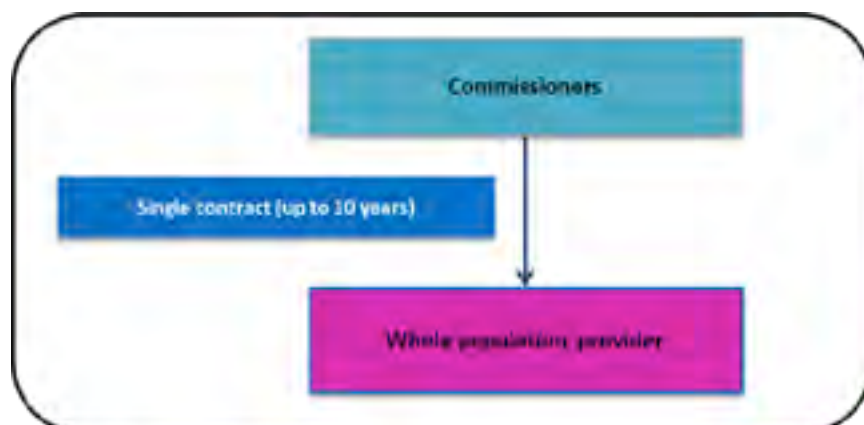 Commissioners
Single contract (up to 10 years)
Whole population provider